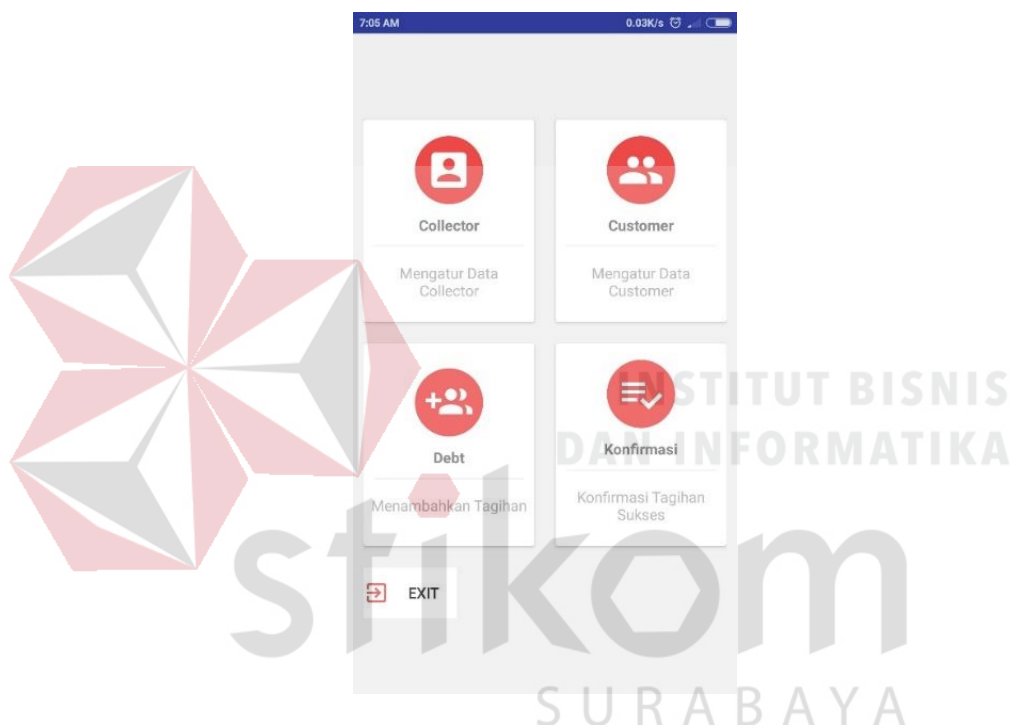 7:05 AM 0.03K/s
Collector
Mengatur Data
Collector
Customer
Mengatur Data
Customer
Debt
Menambahkan Tagihan
Konfirmasi
Konfirmasi Tagihan
Sukses
EXIT
INSTITUT BISNIS
DAN INFORMATIKA
stikom
SURABAYA